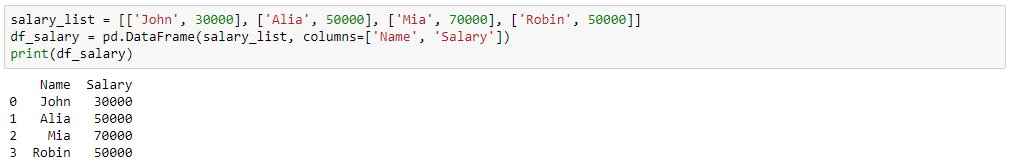 salary_list = [['John', 30000], ['Alia', 50000], ['Mia', 70000], ['Robin', 50000]]
df_salary = pd.DataFrame(salary_list, columns=['Name', 'Salary'])
print(df_salary)
    Name  Salary
0   John   30000
1   Alia   50000
2    Mia   70000
3  Robin   50000